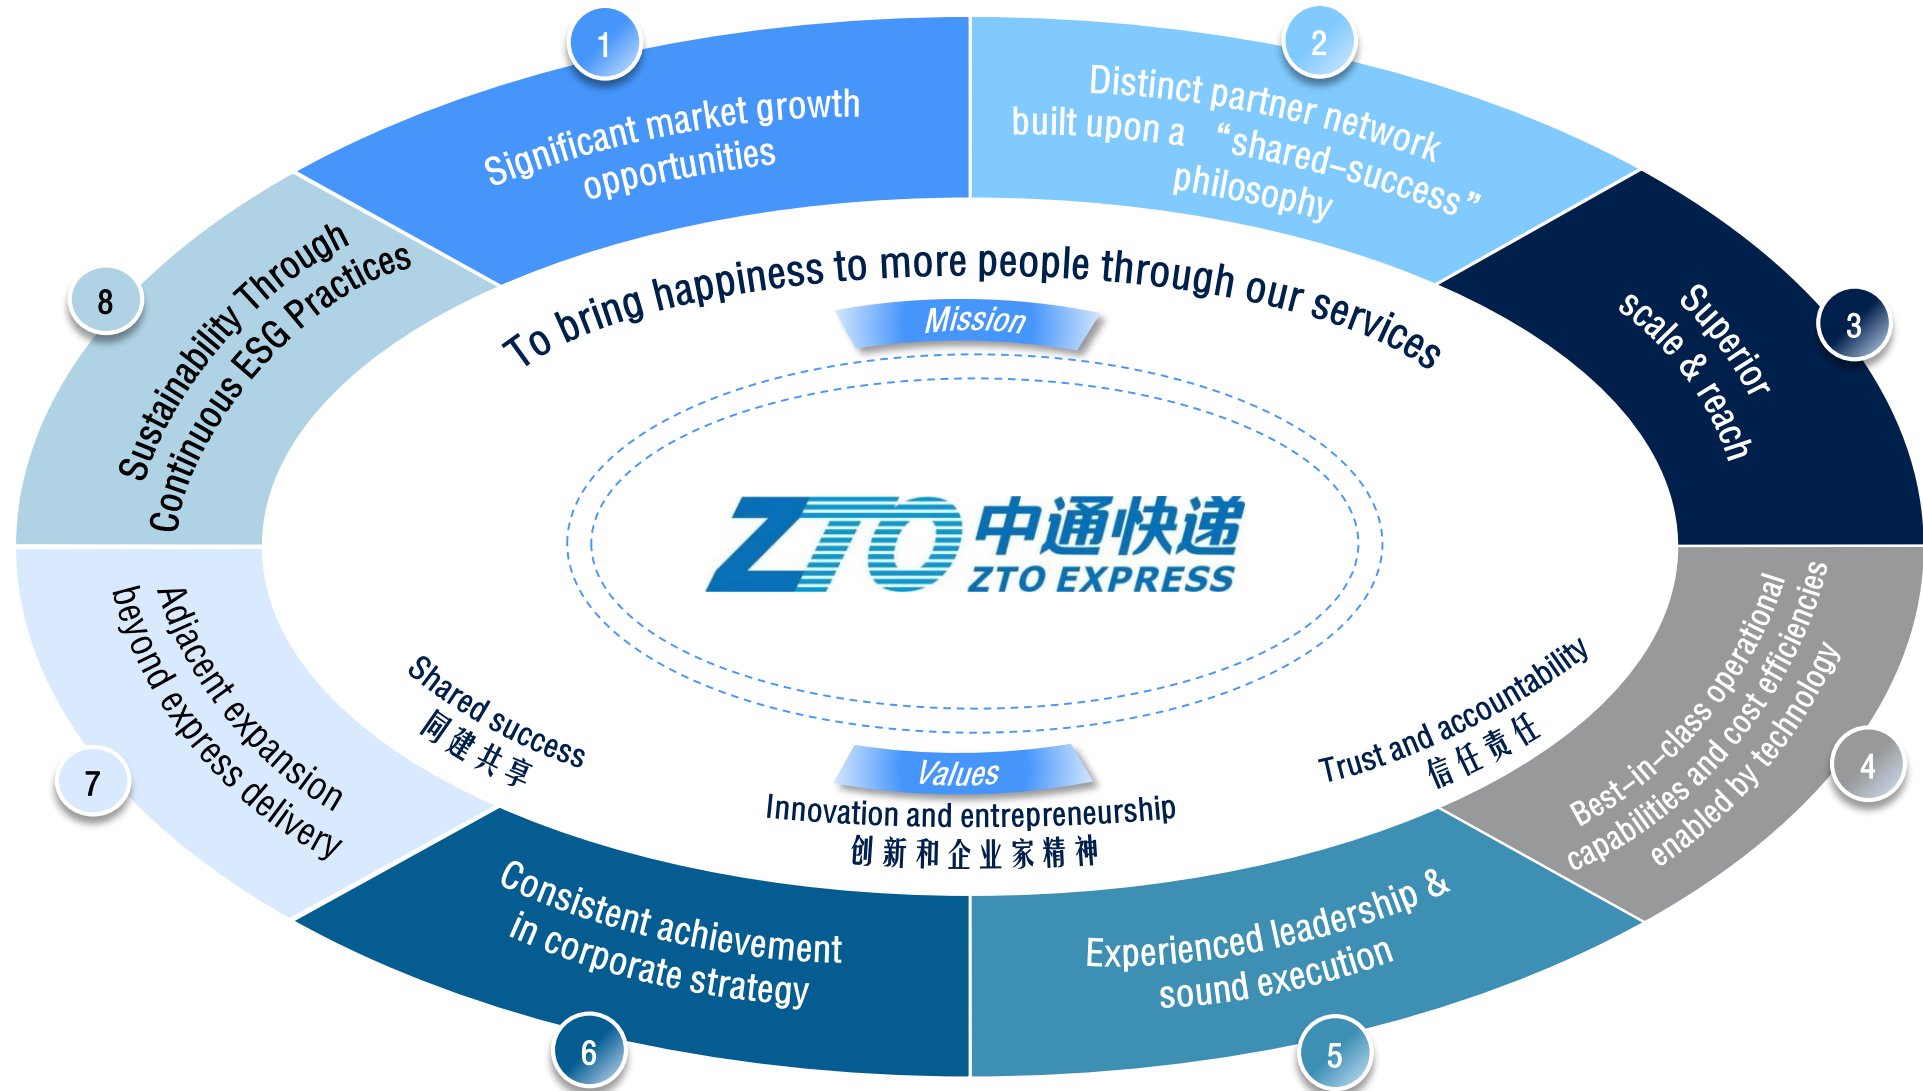 1
Significant market growth
opportunities
2
Distinct partner network
built upon a “shared–success”
philosophy
3
Superior
scale & reach
4
Best–in–class operational
capabilities and cost efficiencies
enabled by technology
5
Experienced leadership &
sound execution
6
Consistent achievement
in corporate strategy
7
Adjacent expansion
beyond express delivery
8
Sustainability Through
Continuous ESG Practices
To bring happiness to more people through our services
Mission
ZTO 中通快递
ZTO EXPRESS
Values
Shared success
同建共享
Innovation and entrepreneurship
创新和企业家精神
Trust and accountability
信任责任